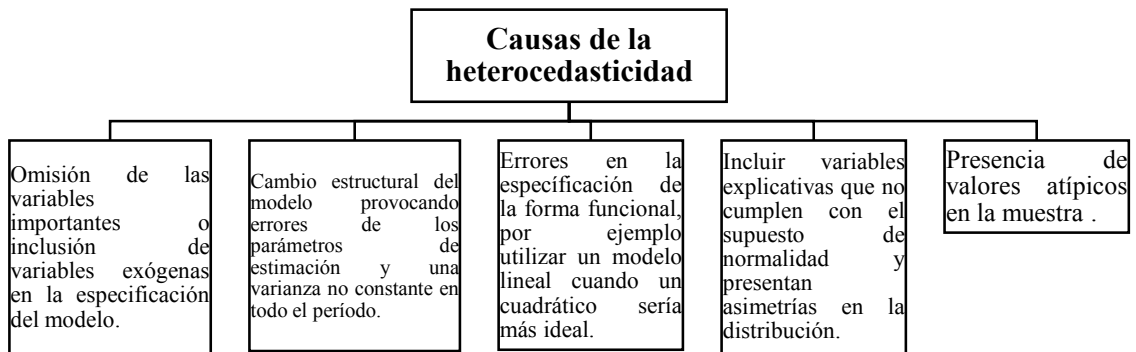 Causas de la
heterocedasticidad
Omisión de las
variables
importantes o
inclusión de
variables exógenas
en la especificación
del modelo.
Cambio estructural del
modelo provocando
errores de los
parámetros de
estimación y una
varianza no constante en
todo el período.
Errores en la
específicación de
la forma funcional,
por ejemplo
utilizar un modelo
lineal cuando un
cuadrático sería
más ideal.
Incluir variables
explicativas que no
cumplen con el
supuesto de
normalidad y
presentan
asimetrías en la
distribución.
Presencia de
valores atípicos
en la muestra .